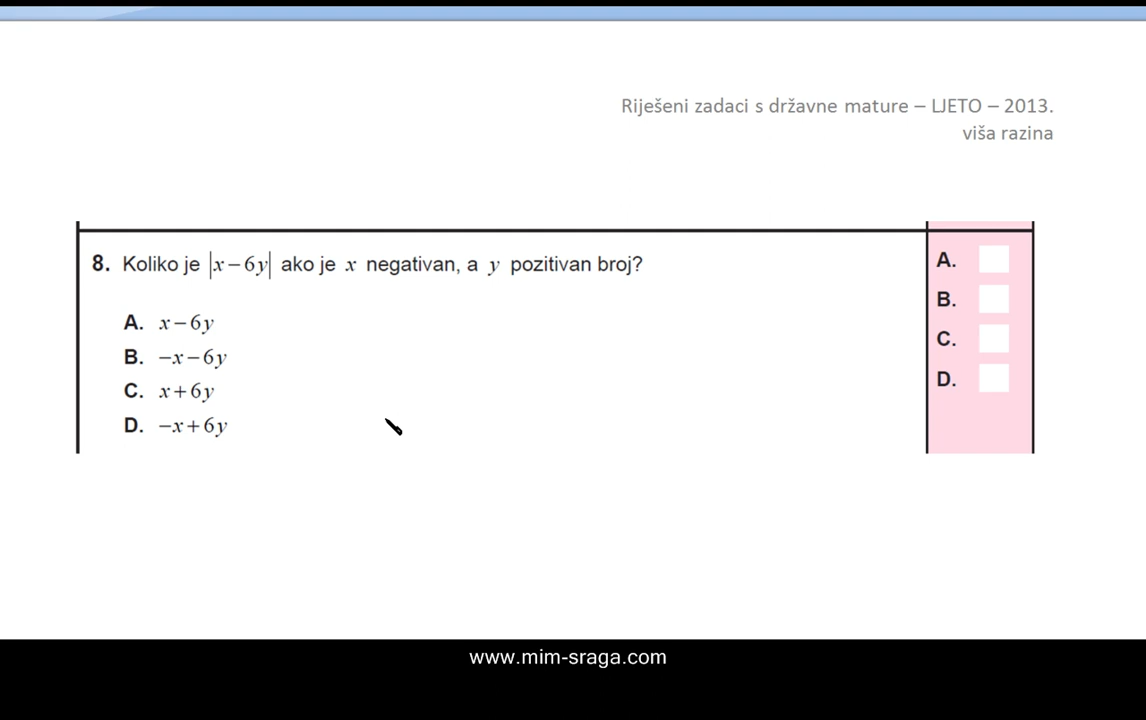 Riješeni zadaci s državne mature – LJETO – 2013.
viša razina
8. Koliko je |x−6y| ako je x negativan, a y pozitivan broj?
A. x−6y
B. −x−6y
C. x+6y
D. −x+6y
A.
B.
C.
D.
www.mim-sraga.com